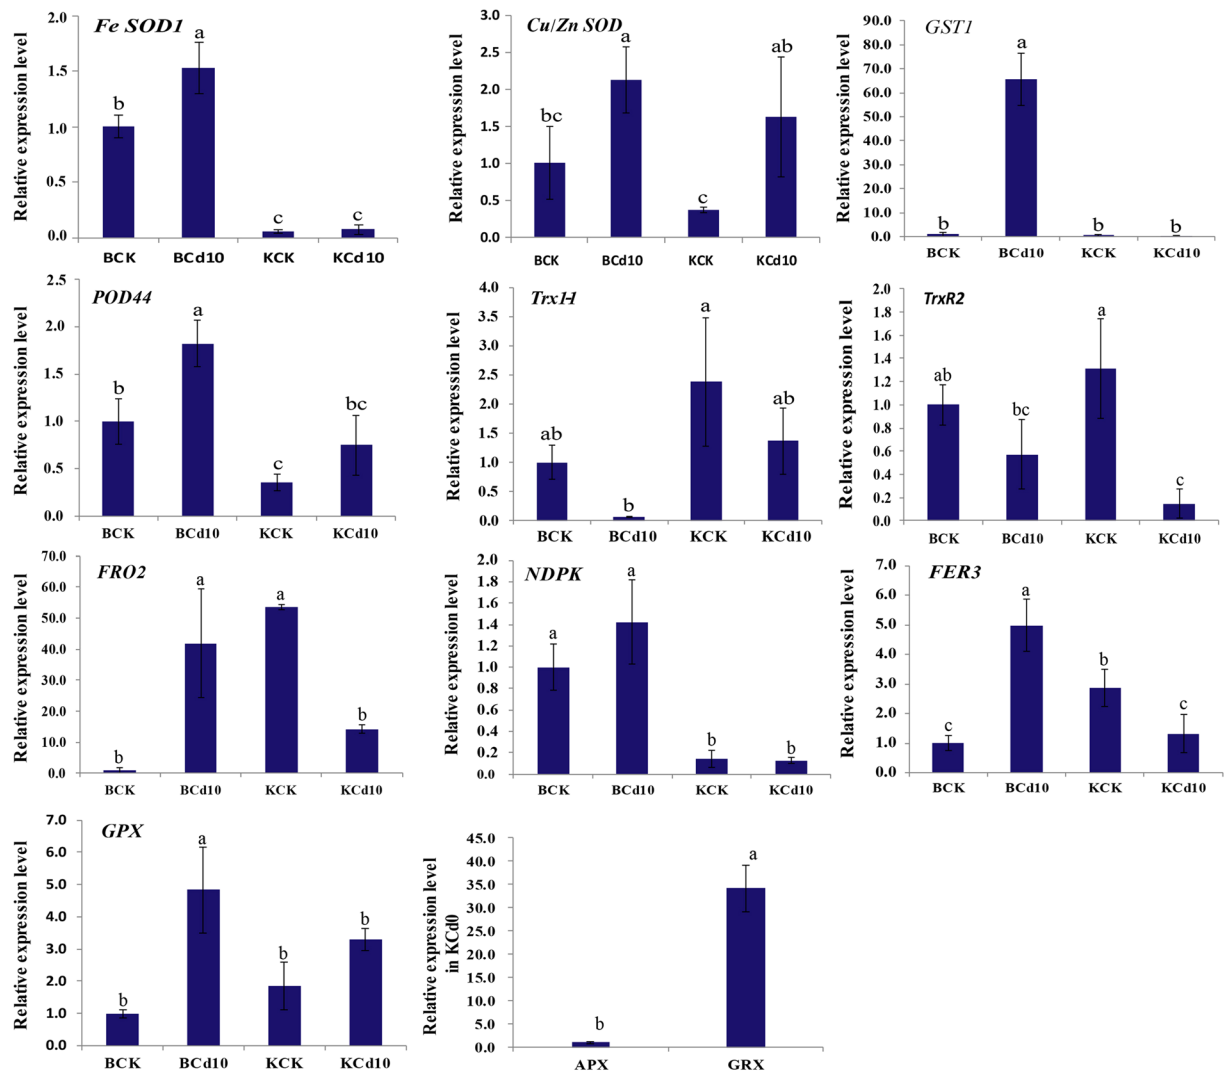 Fe SOD1
Relative expression level
2.0
1.5
1.0
0.5
0.0
b
a
c
c
BCK BCd10 KCK KCd10
Cu/Zn SOD
Relative expression level
3.0
2.5
2.0
1.5
1.0
0.5
0.0
bc
a
c
ab
BCK BCd10 KCK KCd10
GST1
Relative expression level
90.0
80.0
70.0
60.0
50.0
40.0
30.0
20.0
10.0
0.0
b
a
b
b
BCK BCd10 KCK KCd10
POD44
Relative expression level
2.5
2.0
1.5
1.0
0.5
0.0
b
a
c
bc
BCK BCd10 KCK KCd10
Trx1-1
Relative expression level
4.0
3.5
3.0
2.5
2.0
1.5
1.0
0.5
0.0
ab
b
a
ab
BCK BCd10 KCK KCd10
TrxR2
Relative expression level
2.0
1.8
1.6
1.4
1.2
1.0
0.8
0.6
0.4
0.2
0.0
ab
bc
a
c
BCK BCd10 KCK KCd10
FRO2
Relative expression level
70.0
60.0
50.0
40.0
30.0
20.0
10.0
0.0
b
a
a
b
BCK BCd10 KCK KCd10
NDPK
Relative expression level
2.0
1.8
1.6
1.4
1.2
1.0
0.8
0.6
0.4
0.2
0.0
a
a
b
b
BCK BCd10 KCK KCd10
FER3
Relative expression level
7.0
6.0
5.0
4.0
3.0
2.0
1.0
0.0
c
a
b
c
BCK BCd10 KCK KCd10
GPX
Relative expression level
7.0
6.0
5.0
4.0
3.0
2.0
1.0
0.0
b
a
b
b
BCK BCd10 KCK KCd10
Relative expression level
in KCd0
45.0
40.0
35.0
30.0
25.0
20.0
15.0
10.0
5.0
0.0
b
a
APX GRX